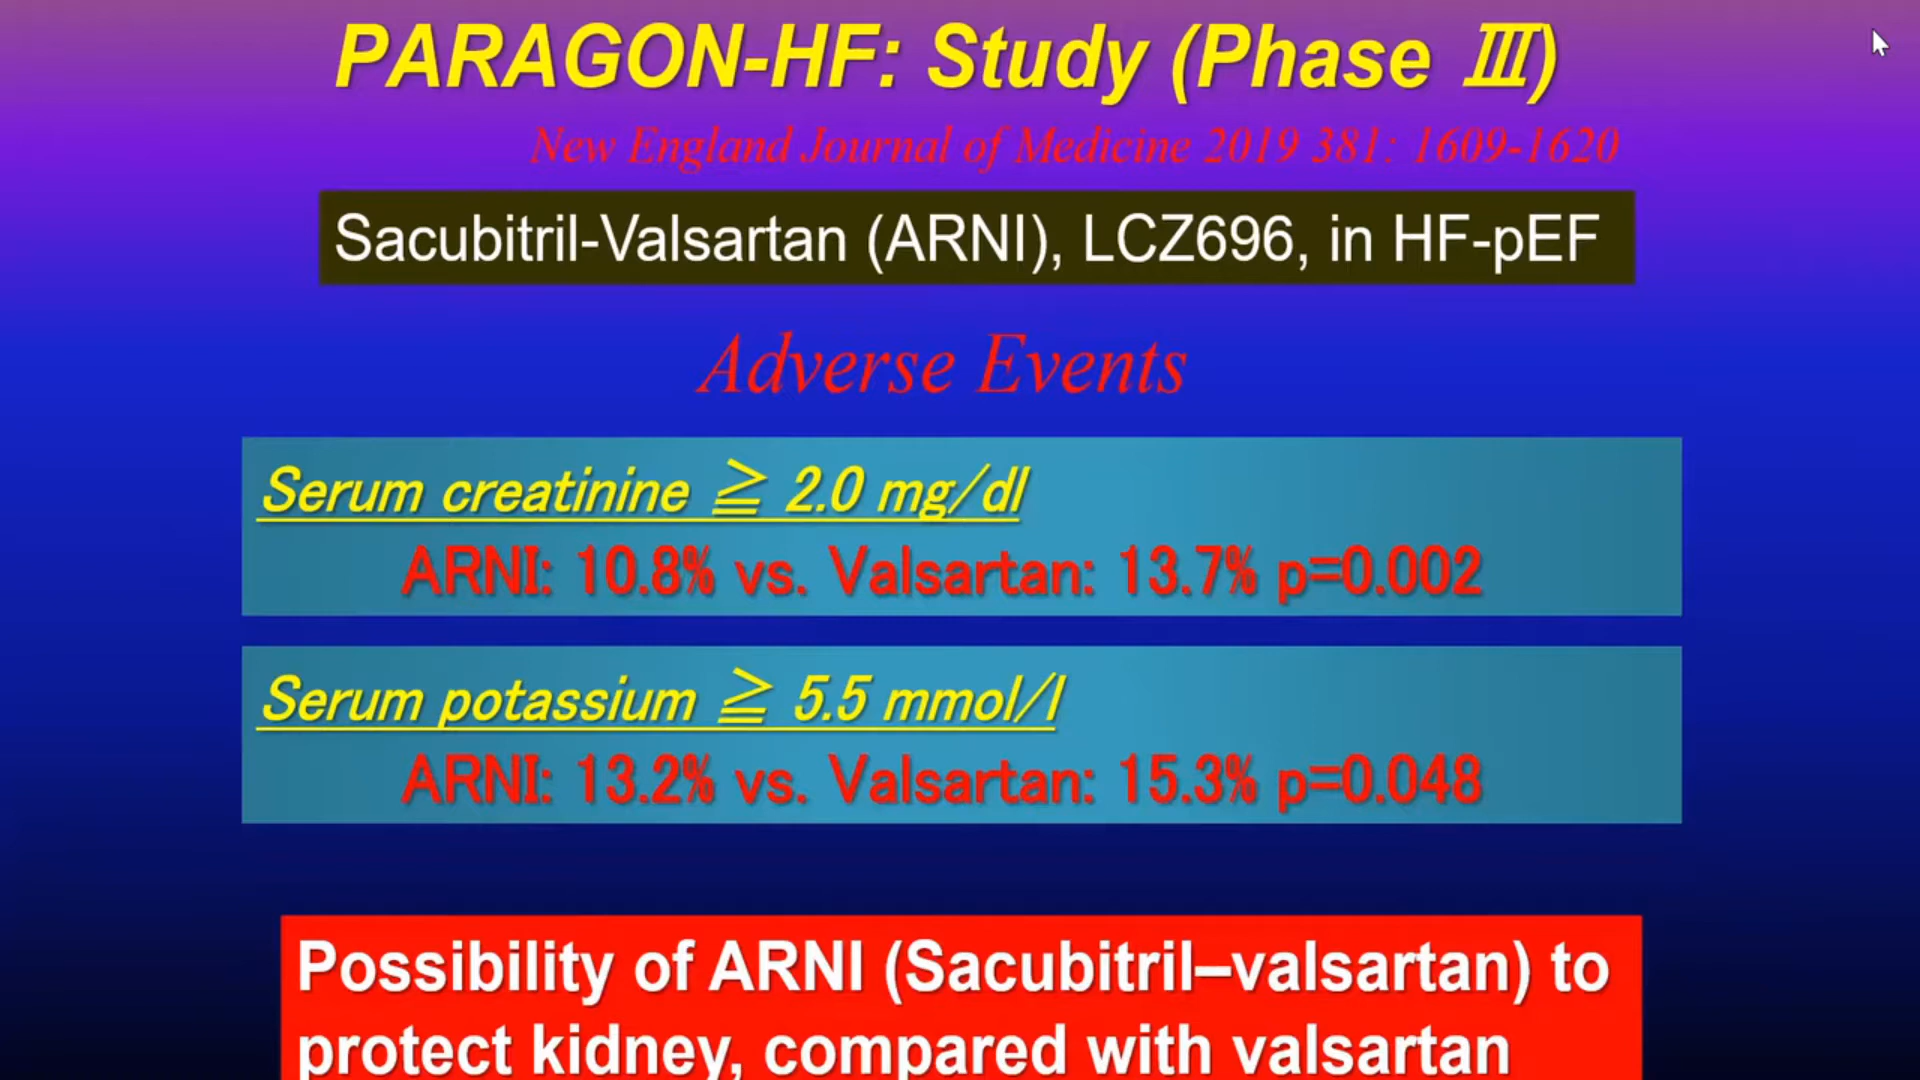 PARAGON-HF: Study (Phase Ⅲ)
New England Journal of Medicine 2019 381: 1609-1620
Sacubitril-Valsartan (ARNI), LCZ696, in HF-pEF
Adverse Events
Serum creatinine ≧ 2.0 mg/dl
ARNI: 10.8% vs. Valsartan: 13.7% p=0.002
Serum potassium ≧ 5.5 mmol/l
ARNI: 13.2% vs. Valsartan: 15.3% p=0.048
Possibility of ARNI (Sacubitril–valsartan) to
protect kidney, compared with valsartan